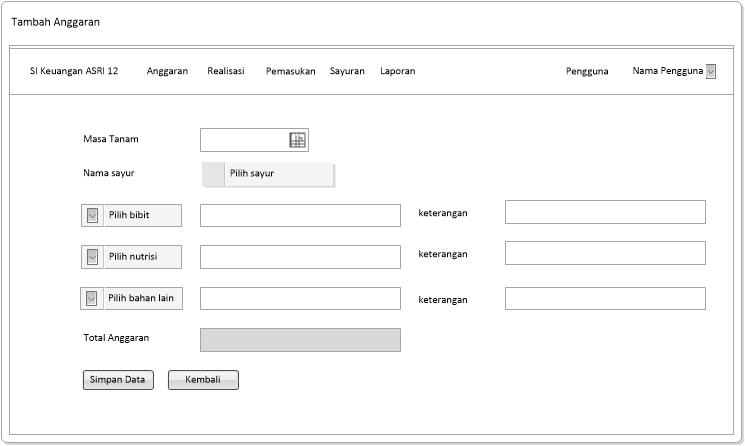 Tambah Anggaran
SI Keuangan ASRI 12 Anggaran Realisasi Pemasukan Sayuran Laporan Pengguna Nama Pengguna
Masa Tanam
Nama sayur Pilih sayur
Pilih bibit keterangan
Pilih nutrisi keterangan
Pilih bahan lain keterangan
Total Anggaran
Simpan Data Kembali